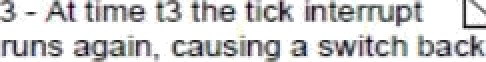 3 - At time t3 the tick interrupt
runs again, causing a switch back